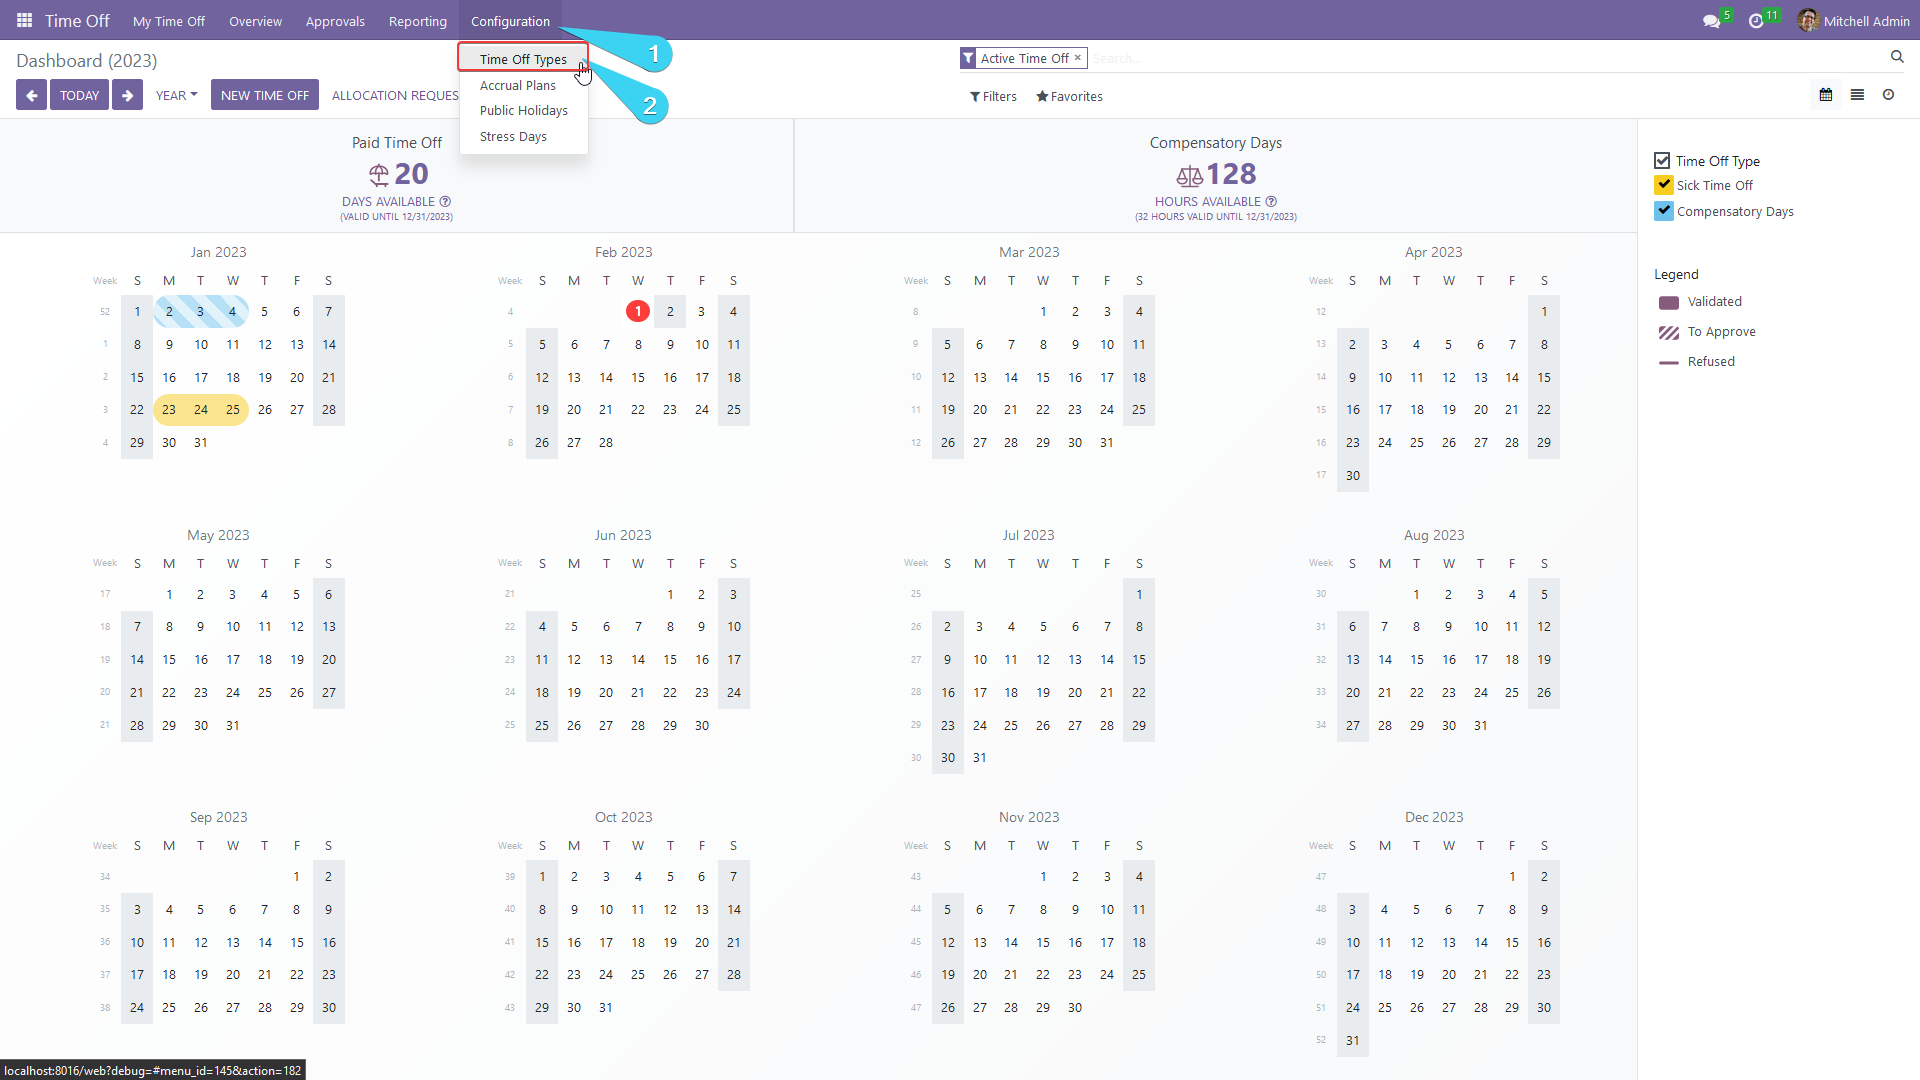 Time Off My Time Off Overview Approvals Reporting Configuration 5 11 Mitchell Admin
1
2
Time Off Types
Accrual Plans
Public Holidays
Stress Days
Dashboard (2023)
Active Time Off × Search...
TODAY YEAR NEW TIME OFF ALLOCATION REQUES
Filters Favorites
Paid Time Off
20
DAYS AVAILABLE ?
(VALID UNTIL 12/31/2023)
Compensatory Days
128
HOURS AVAILABLE ?
(32 HOURS VALID UNTIL 12/31/2023)
Time Off Type
Sick Time Off
Compensatory Days
Legend
Validated
To Approve
Refused
Jan 2023
Week S M T W T F S
52 1 2 3 4 5 6 7
1 8 9 10 11 12 13 14
2 15 16 17 18 19 20 21
3 22 23 24 25 26 27 28
4 29 30 31
Feb 2023
Week S M T W T F S
4 1 2 3 4
5 5 6 7 8 9 10 11
6 12 13 14 15 16 17 18
7 19 20 21 22 23 24 25
8 26 27 28
Mar 2023
Week S M T W T F S
8 1 2 3 4
9 5 6 7 8 9 10 11
10 12 13 14 15 16 17 18
11 19 20 21 22 23 24 25
12 26 27 28 29 30 31
Apr 2023
Week S M T W T F S
12 1
13 2 3 4 5 6 7 8
14 9 10 11 12 13 14 15
15 16 17 18 19 20 21 22
16 23 24 25 26 27 28 29
17 30
May 2023
Week S M T W T F S
17 1 2 3 4 5 6
18 7 8 9 10 11 12 13
19 14 15 16 17 18 19 20
20 21 22 23 24 25 26 27
21 28 29 30 31
Jun 2023
Week S M T W T F S
21 1 2 3
22 4 5 6 7 8 9 10
23 11 12 13 14 15 16 17
24 18 19 20 21 22 23 24
25 25 26 27 28 29 30
Jul 2023
Week S M T W T F S
25 1
26 2 3 4 5 6 7 8
27 9 10 11 12 13 14 15
28 16 17 18 19 20 21 22
29 23 24 25 26 27 28 29
30 30 31
Aug 2023
Week S M T W T F S
30 1 2 3 4 5
31 6 7 8 9 10 11 12
32 13 14 15 16 17 18 19
33 20 21 22 23 24 25 26
34 27 28 29 30 31
Sep 2023
Week S M T W T F S
34 1 2
35 3 4 5 6 7 8 9
36 10 11 12 13 14 15 16
37 17 18 19 20 21 22 23
38 24 25 26 27 28 29 30
Oct 2023
Week S M T W T F S
39 1 2 3 4 5 6 7
40 8 9 10 11 12 13 14
41 15 16 17 18 19 20 21
42 22 23 24 25 26 27 28
43 29 30 31
Nov 2023
Week S M T W T F S
43 1 2 3 4
44 5 6 7 8 9 10 11
45 12 13 14 15 16 17 18
46 19 20 21 22 23 24 25
47 26 27 28 29 30
Dec 2023
Week S M T W T F S
47 1 2
48 3 4 5 6 7 8 9
49 10 11 12 13 14 15 16
50 17 18 19 20 21 22 23
51 24 25 26 27 28 29 30
52 31
localhost:8016/web?debug=#menu_id=145&action=182